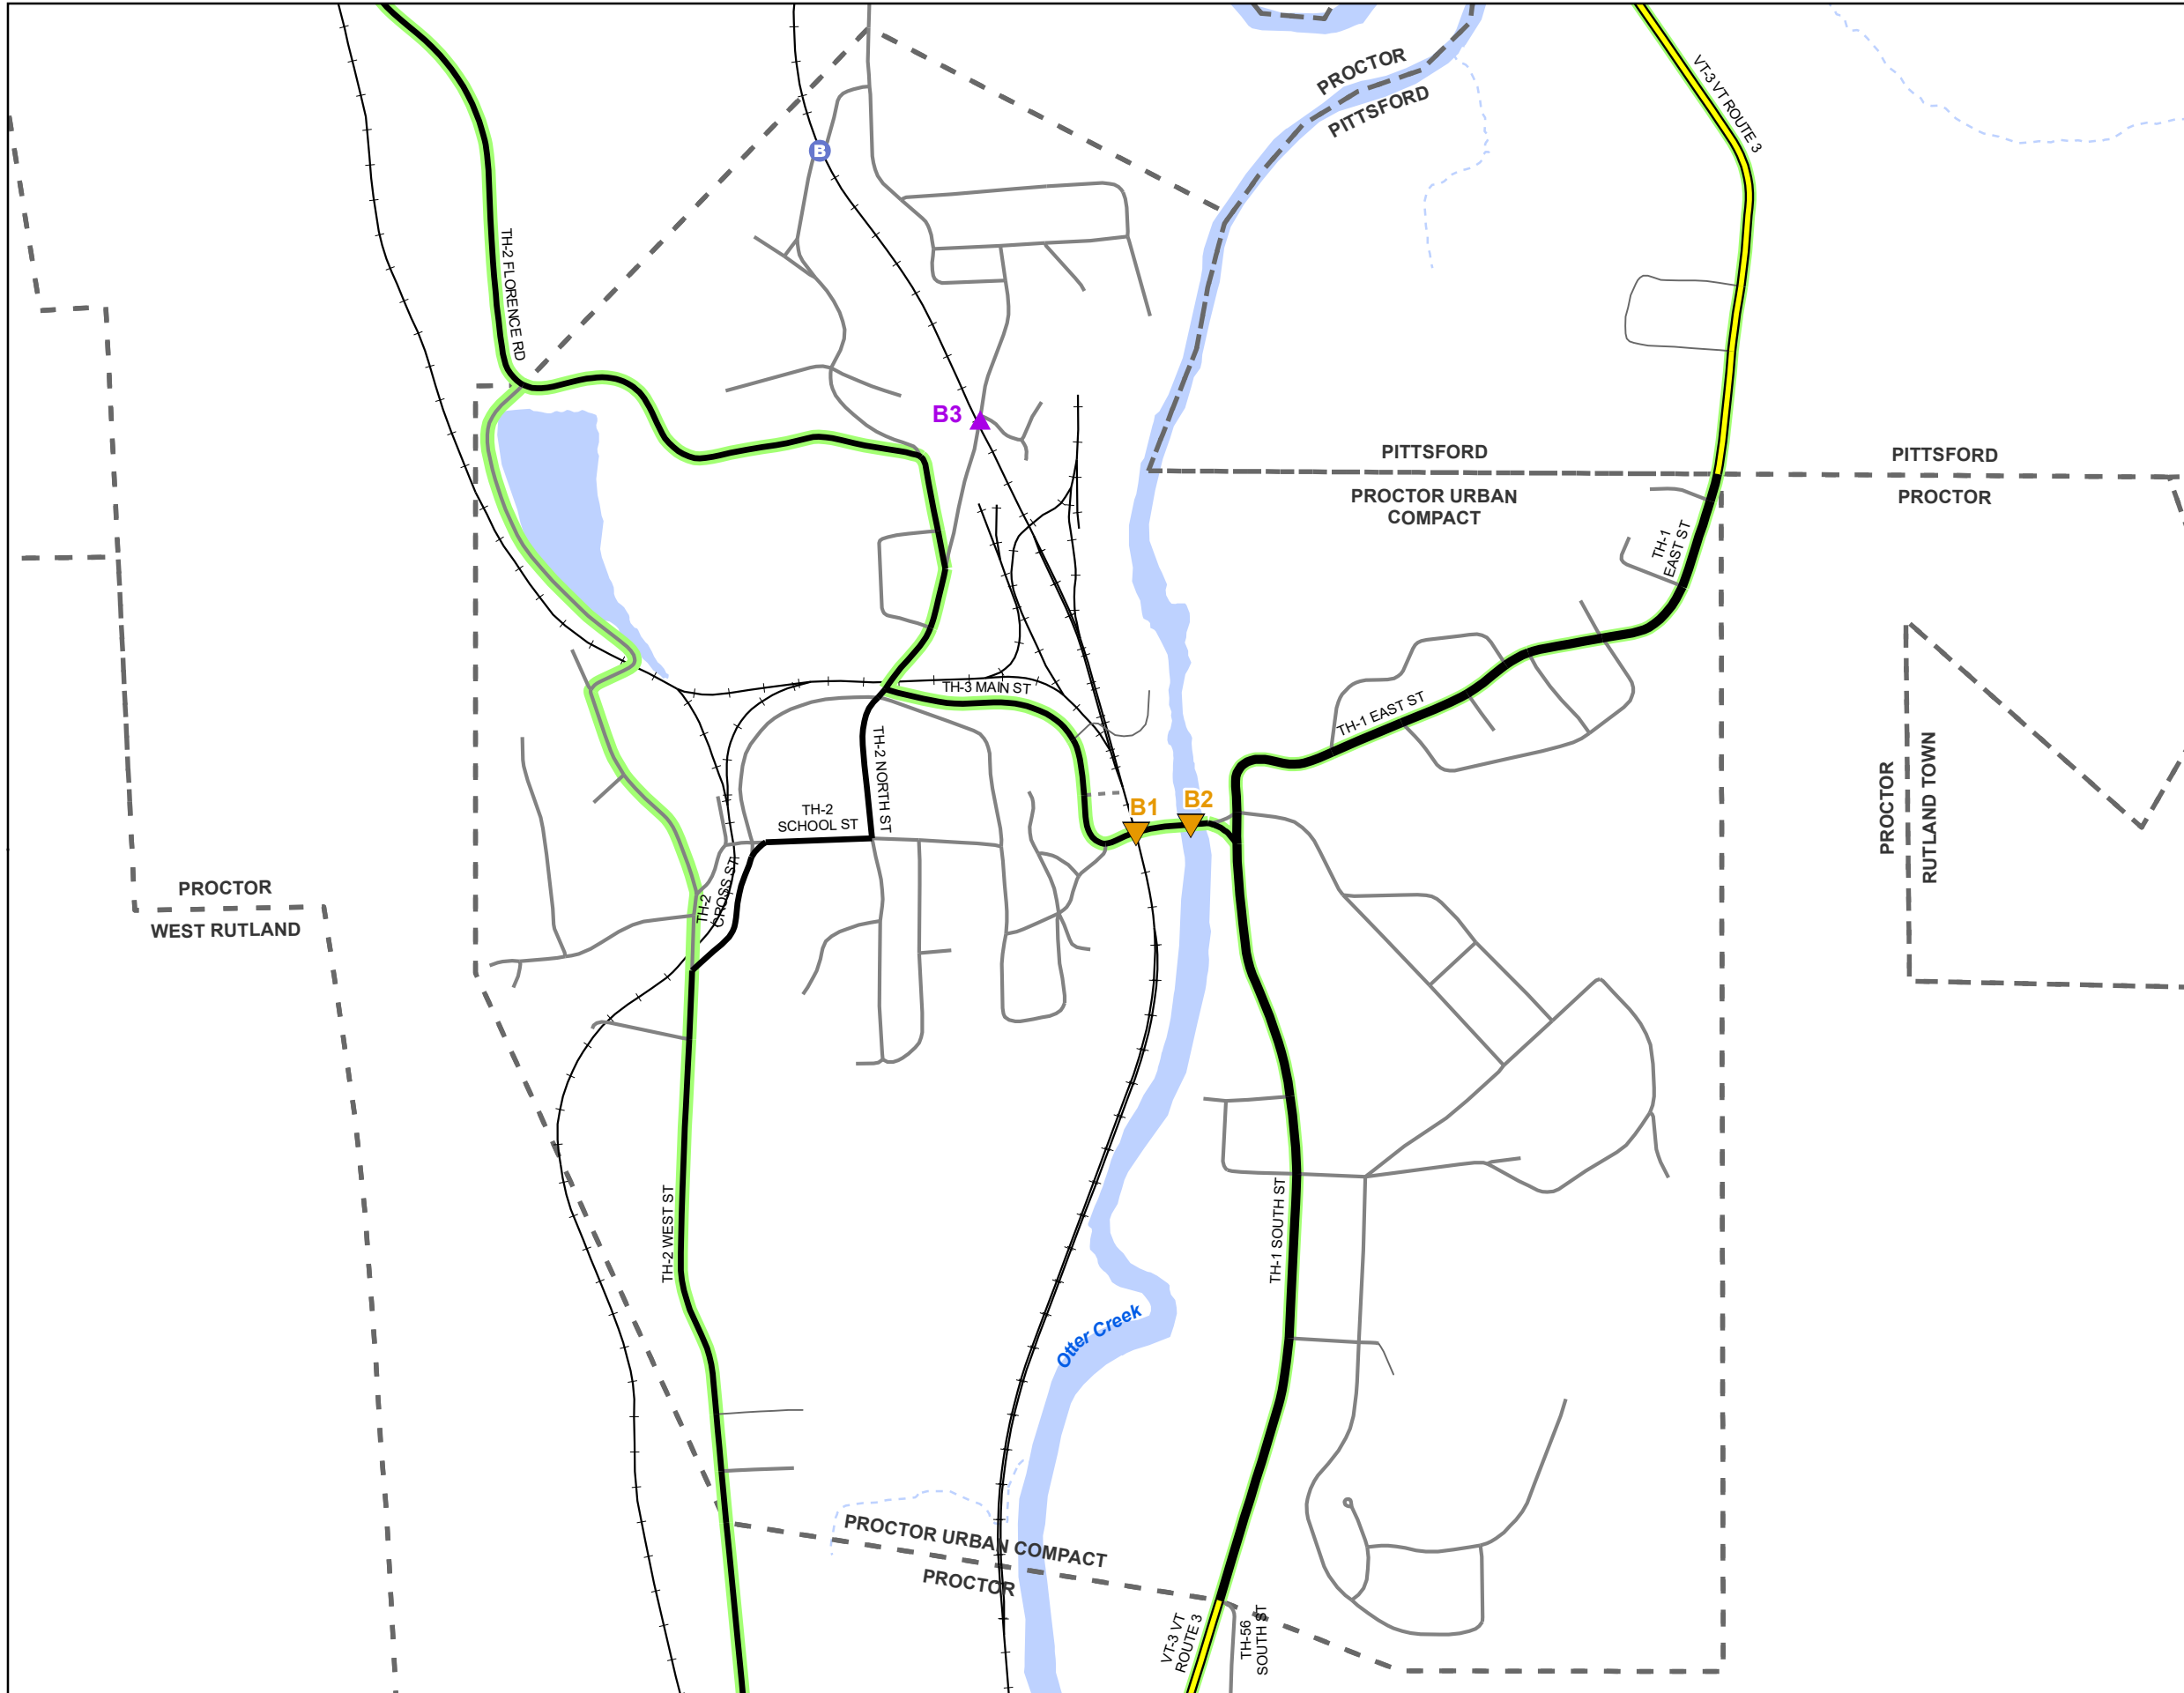 PROCTOR
PITTSFORD
VT-3 VT ROUTE 3
B
TH-2 FLORENCE RD
B3
PITTSFORD
PITTSFORD
PROCTOR URBAN
COMPACT
PROCTOR
TH-1
EAST ST
TH-3 MAIN ST
TH-1 EAST ST
TH-2 NORTH ST
PROCTOR
RUTLAND TOWN
B1
B2
TH-2
SCHOOL ST
TH-2
CROSS ST
PROCTOR
WEST RUTLAND
TH-2 WEST ST
TH-1 SOUTH ST
Otter Creek
PROCTOR URBAN COMPACT
PROCTOR
VT-3 VT
ROUTE 3
TH-56
SOUTH ST